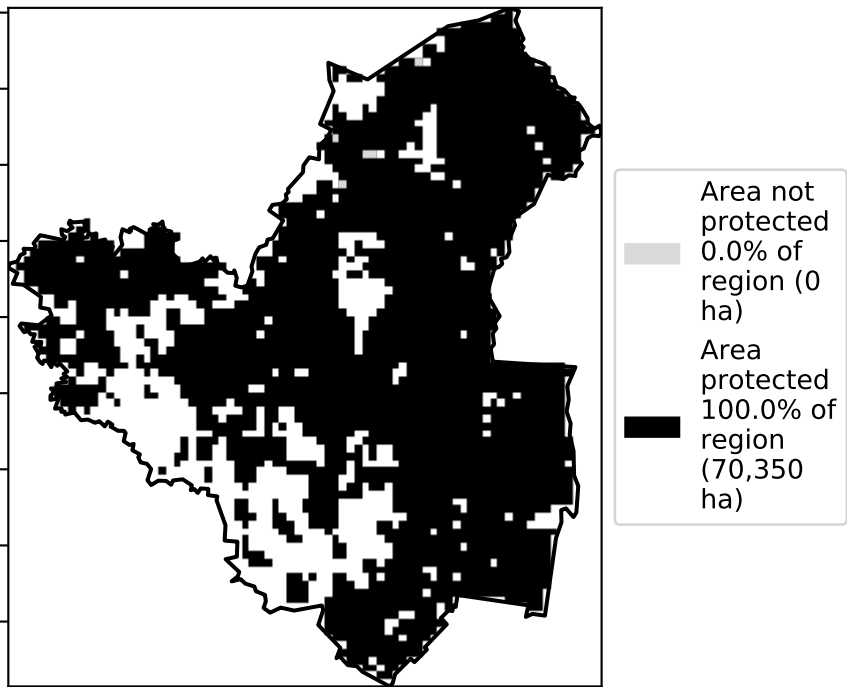 Area not
protected
0.0% of
region (0
ha)
Area
protected
100.0% of
region
(70,350
ha)